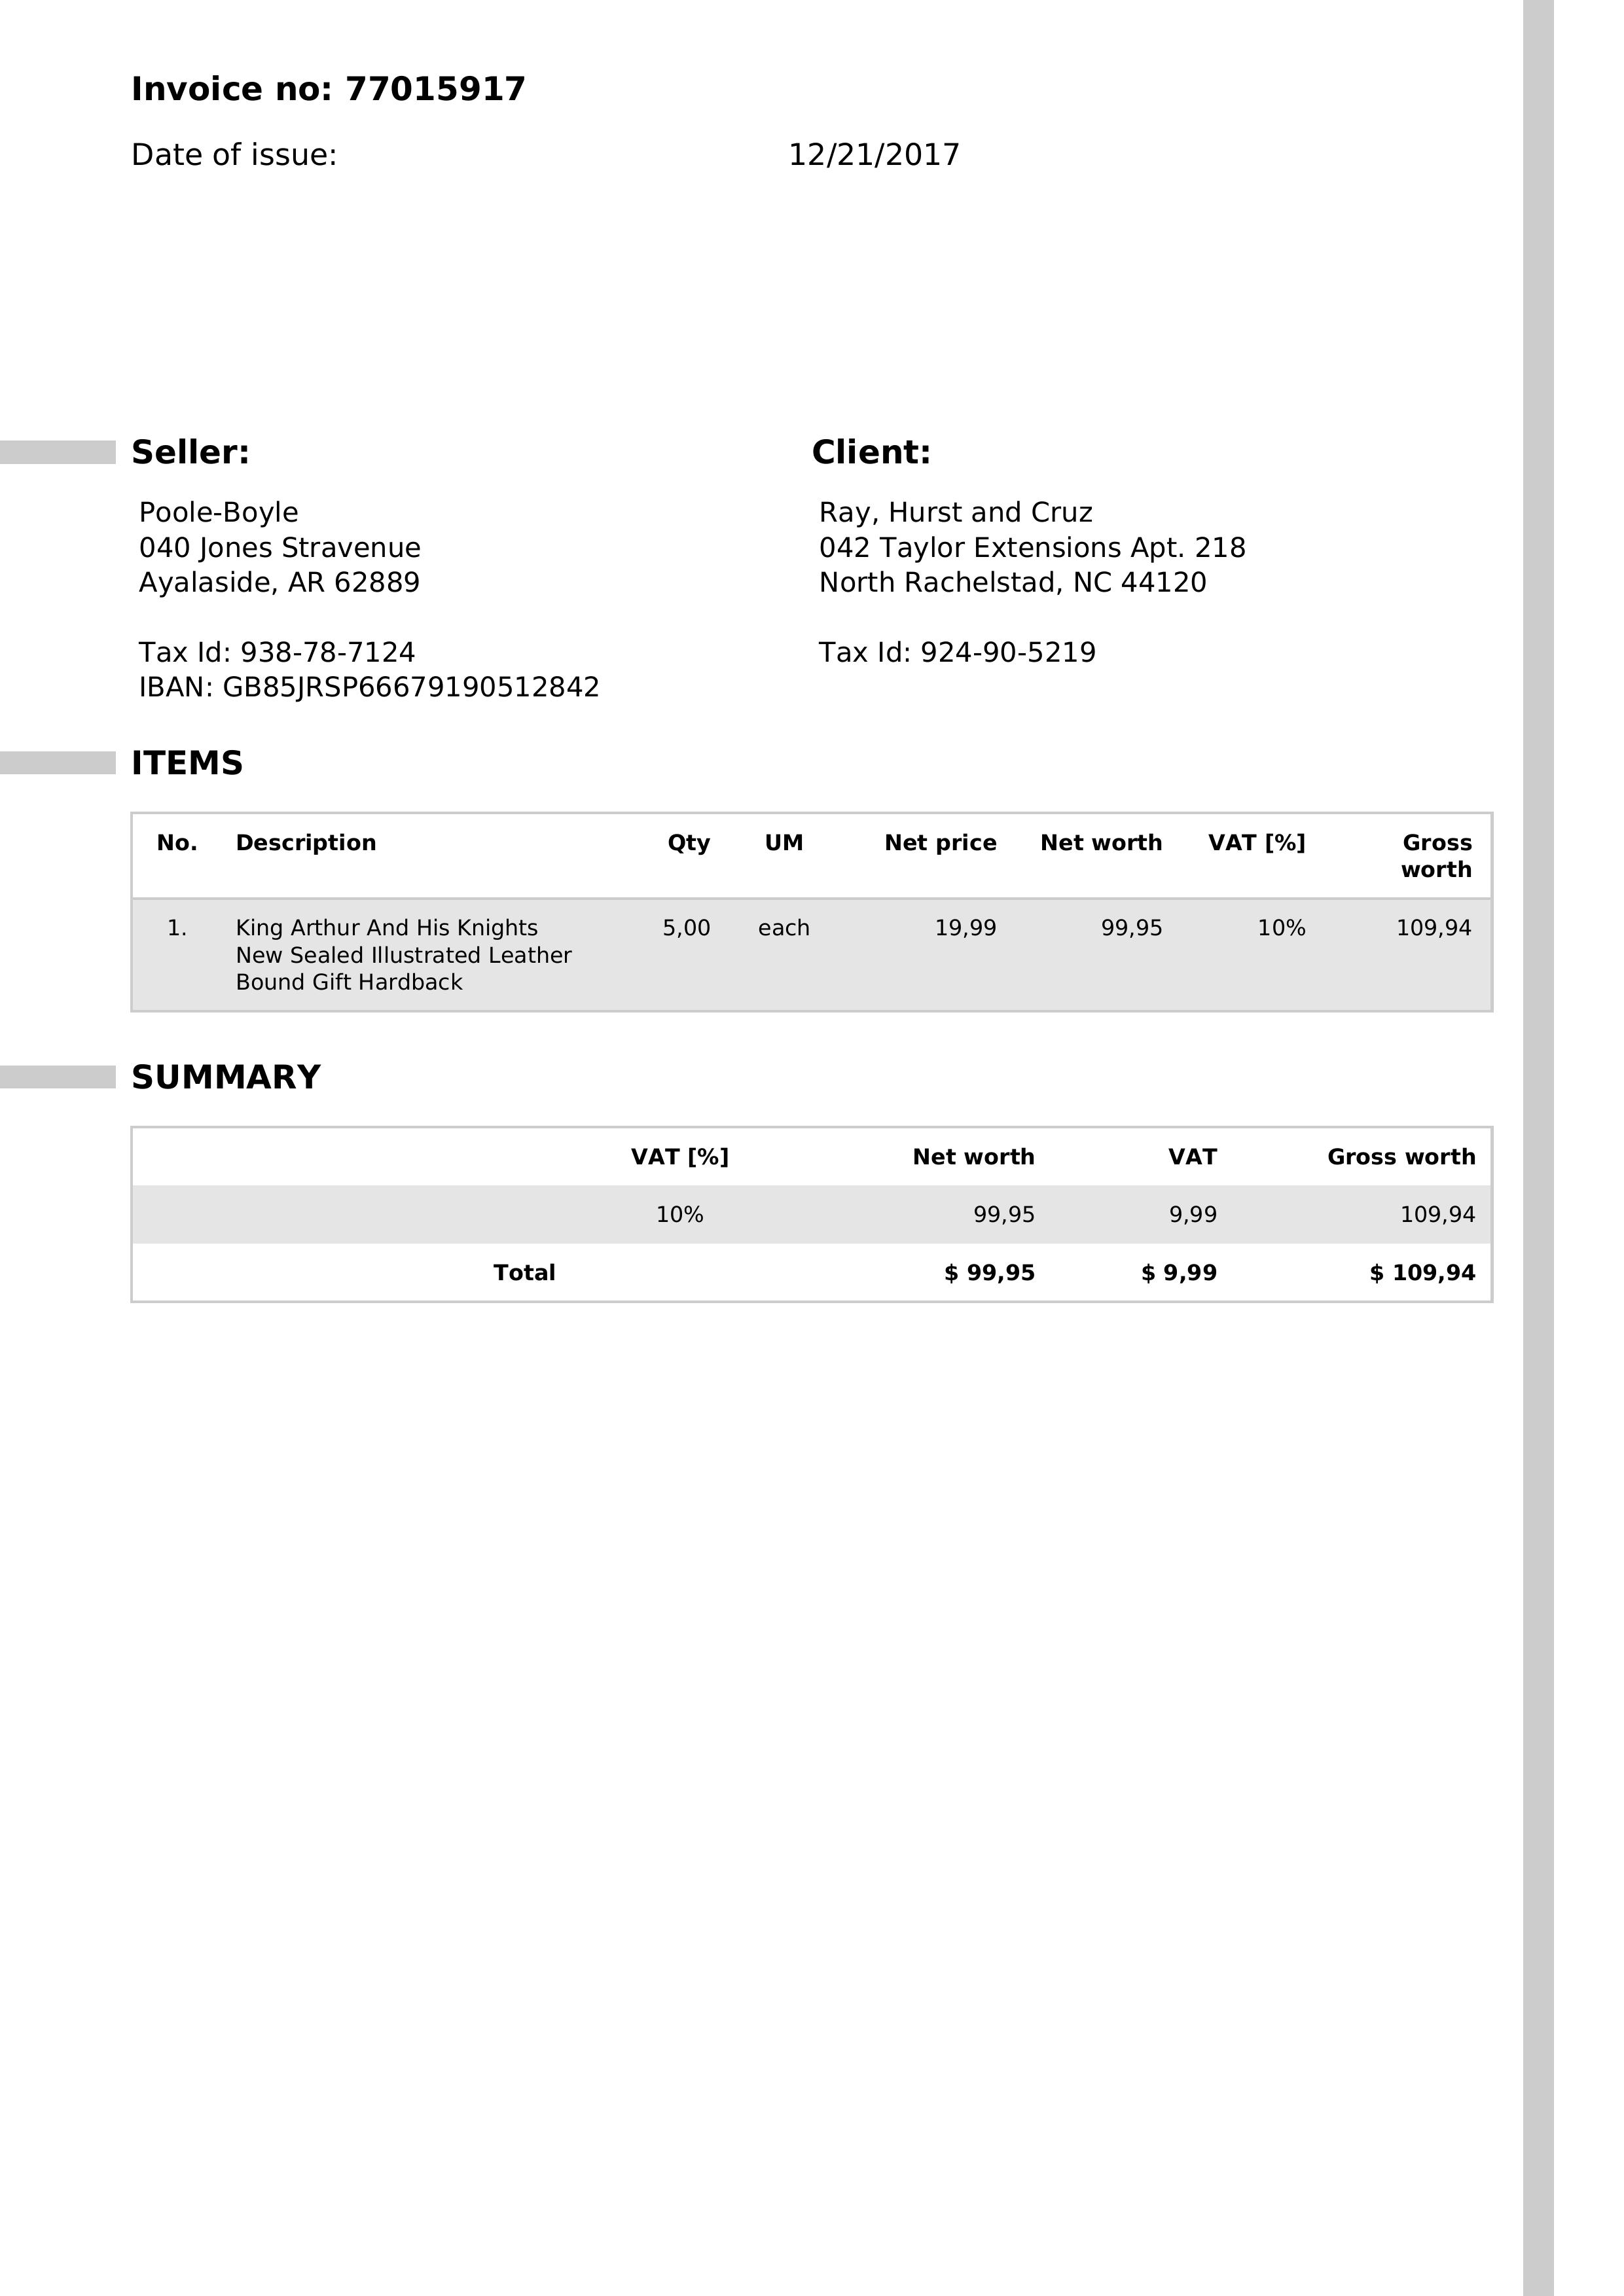 Invoice no: 77015917
Date of issue: 12/21/2017
Seller:
Poole-Boyle
040 Jones Stravenue
Ayalaside, AR 62889
Tax Id: 938-78-7124
IBAN: GB85JRSP66679190512842
Client:
Ray, Hurst and Cruz
042 Taylor Extensions Apt. 218
North Rachelstad, NC 44120
Tax Id: 924-90-5219
ITEMS
No. Description Qty UM Net price Net worth VAT [%] Gross
worth
1. King Arthur And His Knights 5,00 each 19,99 99,95 10% 109,94
New Sealed Illustrated Leather
Bound Gift Hardback
SUMMARY
VAT [%] Net worth VAT Gross worth
10% 99,95 9,99 109,94
Total $ 99,95 $ 9,99 $ 109,94